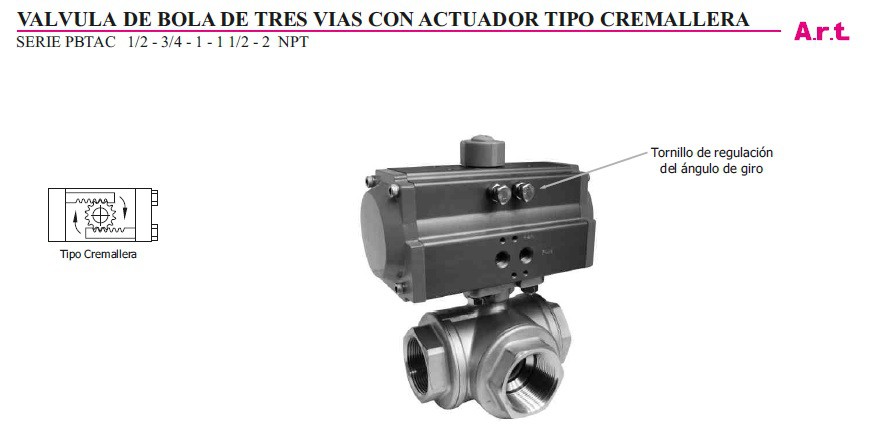 VALVULA DE BOLA DE TRES VIAS CON ACTUADOR TIPO CREMALLERA
A.r.t.
SERIE PBTAC 1/2 - 3/4 - 1 - 1 1/2 - 2 NPT
Tornillo de regulación
del ángulo de giro
Tipo Cremallera